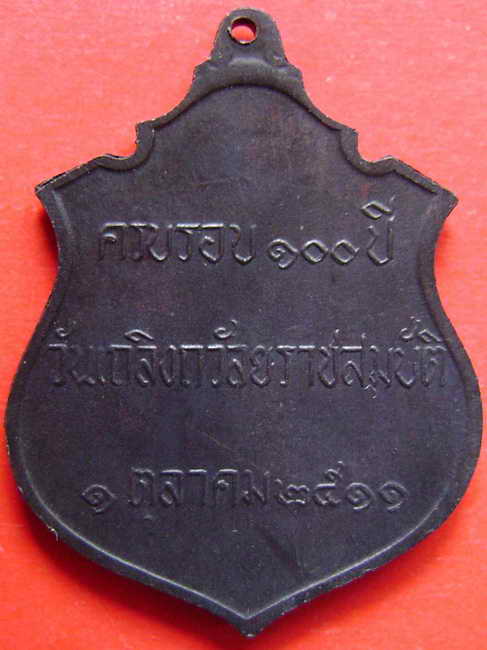 ครบรอบ ๑๐๐ ปี
วันเถลิงถวัลยราชสมบัติ
๑ ตุลาคม ๒๕๑๑